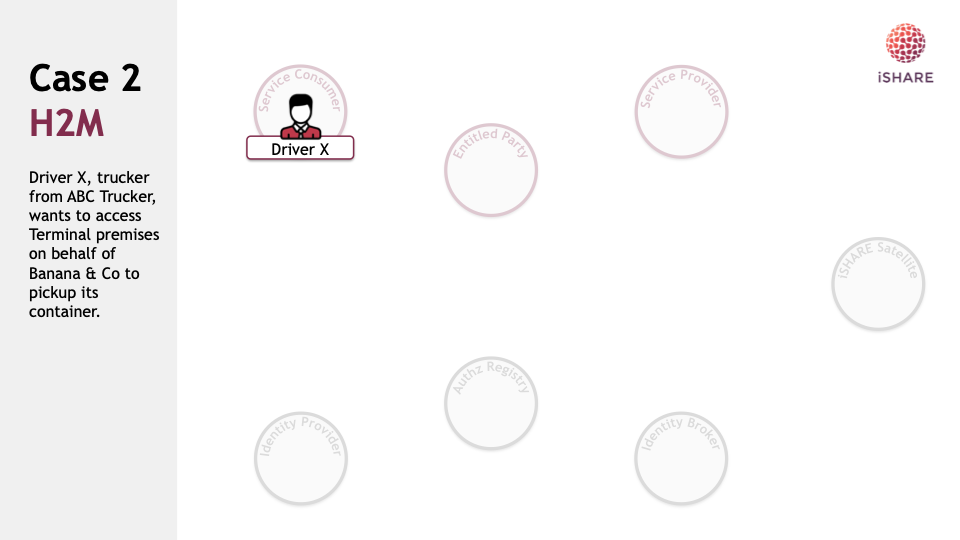 Case 2
H2M
Driver X, trucker
from ABC Trucker,
wants to access
Terminal premises
on behalf of
Banana & Co to
pickup its
container.
Service Consumer
Driver X
Entitled Party
Service Provider
iSHARE
iSHARE Satellite
Authz Registry
Identity Provider
Identity Broker